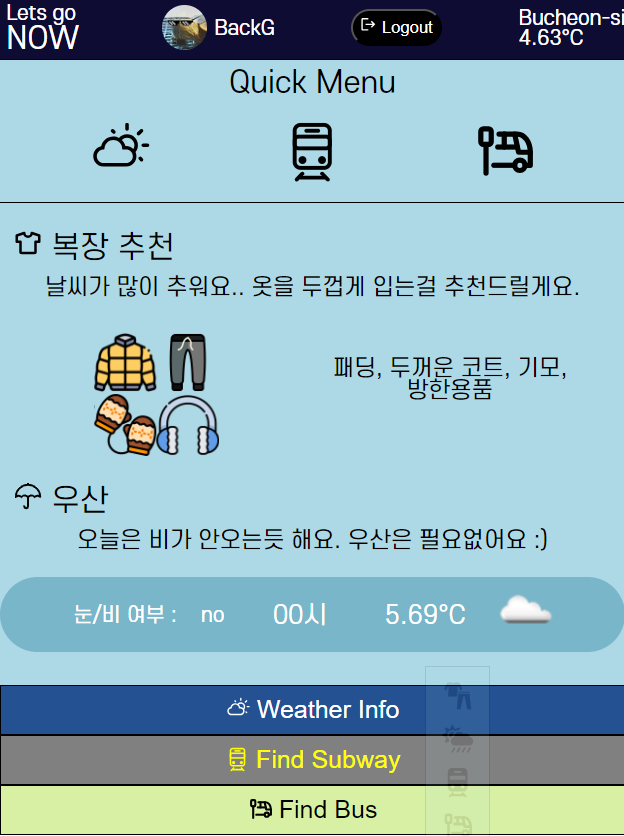 Lets go
NOW
BackG
Logout
Bucheon-si
4.63°C
Quick Menu
복장 추천
날씨가 많이 추워요.. 옷을 두껍게 입는걸 추천드릴게요.
패딩, 두꺼운 코트, 기모,
방한용품
우산
오늘은 비가 안오는듯 해요. 우산은 필요없어요 :)
눈/비 여부 : no 00시 5.69°C
Weather Info
Find Subway
Find Bus